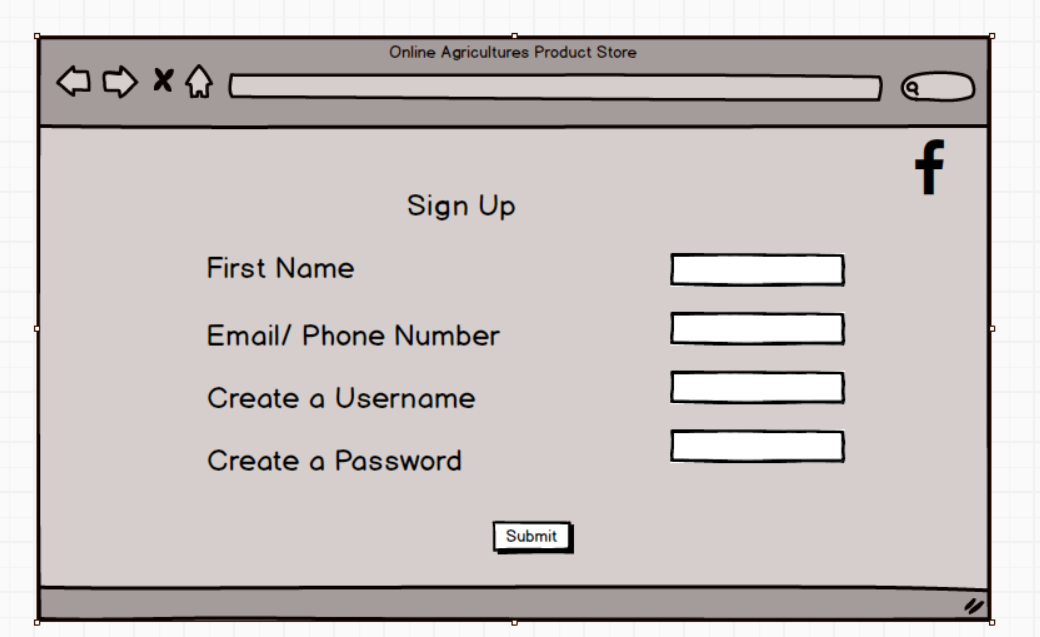 Online Agricultures Product Store
Sign Up
First Name
Email/ Phone Number
Create a Username
Create a Password
Submit